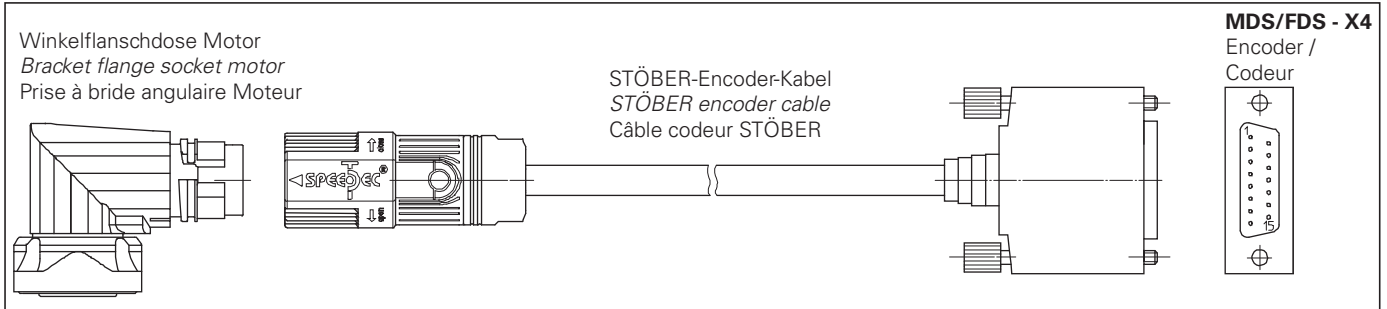 Winkelflanschdose Motor
Bracket flange socket motor
Prise à bride angulaire Moteur
STÖBER-Encoder-Kabel
STÖBER encoder cable
Câble codeur STÖBER
MDS/FDS - X4
Encoder /
Codeur
SPEEDTEC®
open
1
15